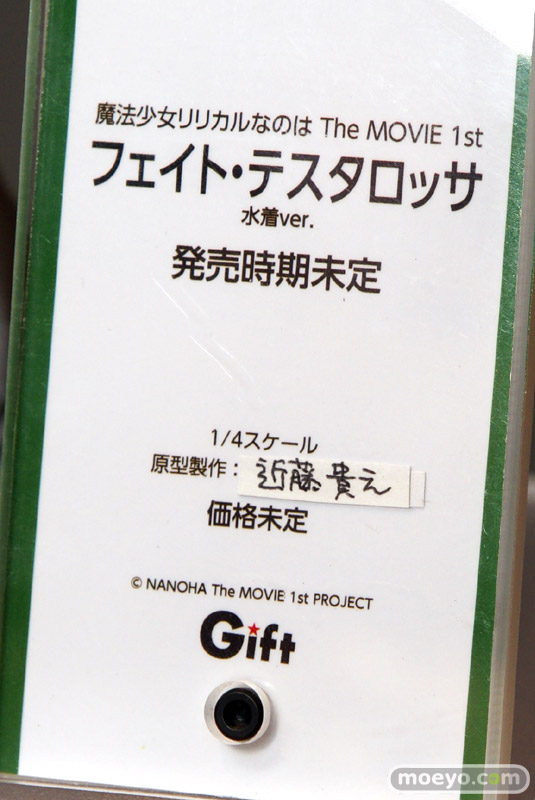 魔法少女リリカルなのは The MOVIE 1st
フェイト・テスタロッサ
水着ver.
発売時期未定
1/4スケール
原型製作：近藤貴之
価格未定
© NANOHA The MOVIE 1st PROJECT
Gift
moeyo.com